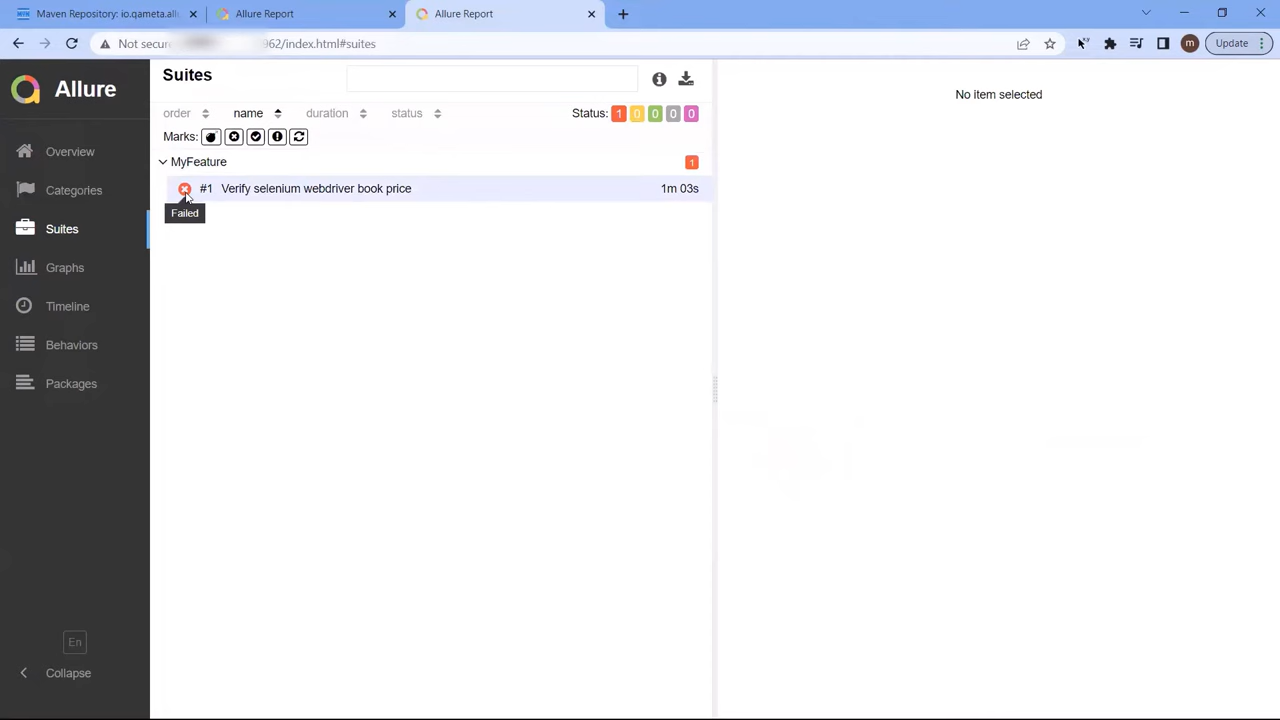 Maven Repository: io.qameta.allu
Allure Report
Allure Report
Not secure
962/index.html#suites
m
Update
Allure
Overview
Categories
Suites
Graphs
Timeline
Behaviors
Packages
En
Collapse
Suites
order
name
duration
status
Status: 1 0 0 0 0
Marks:
MyFeature
1
#1 Verify selenium webdriver book price
1m 03s
Failed
No item selected